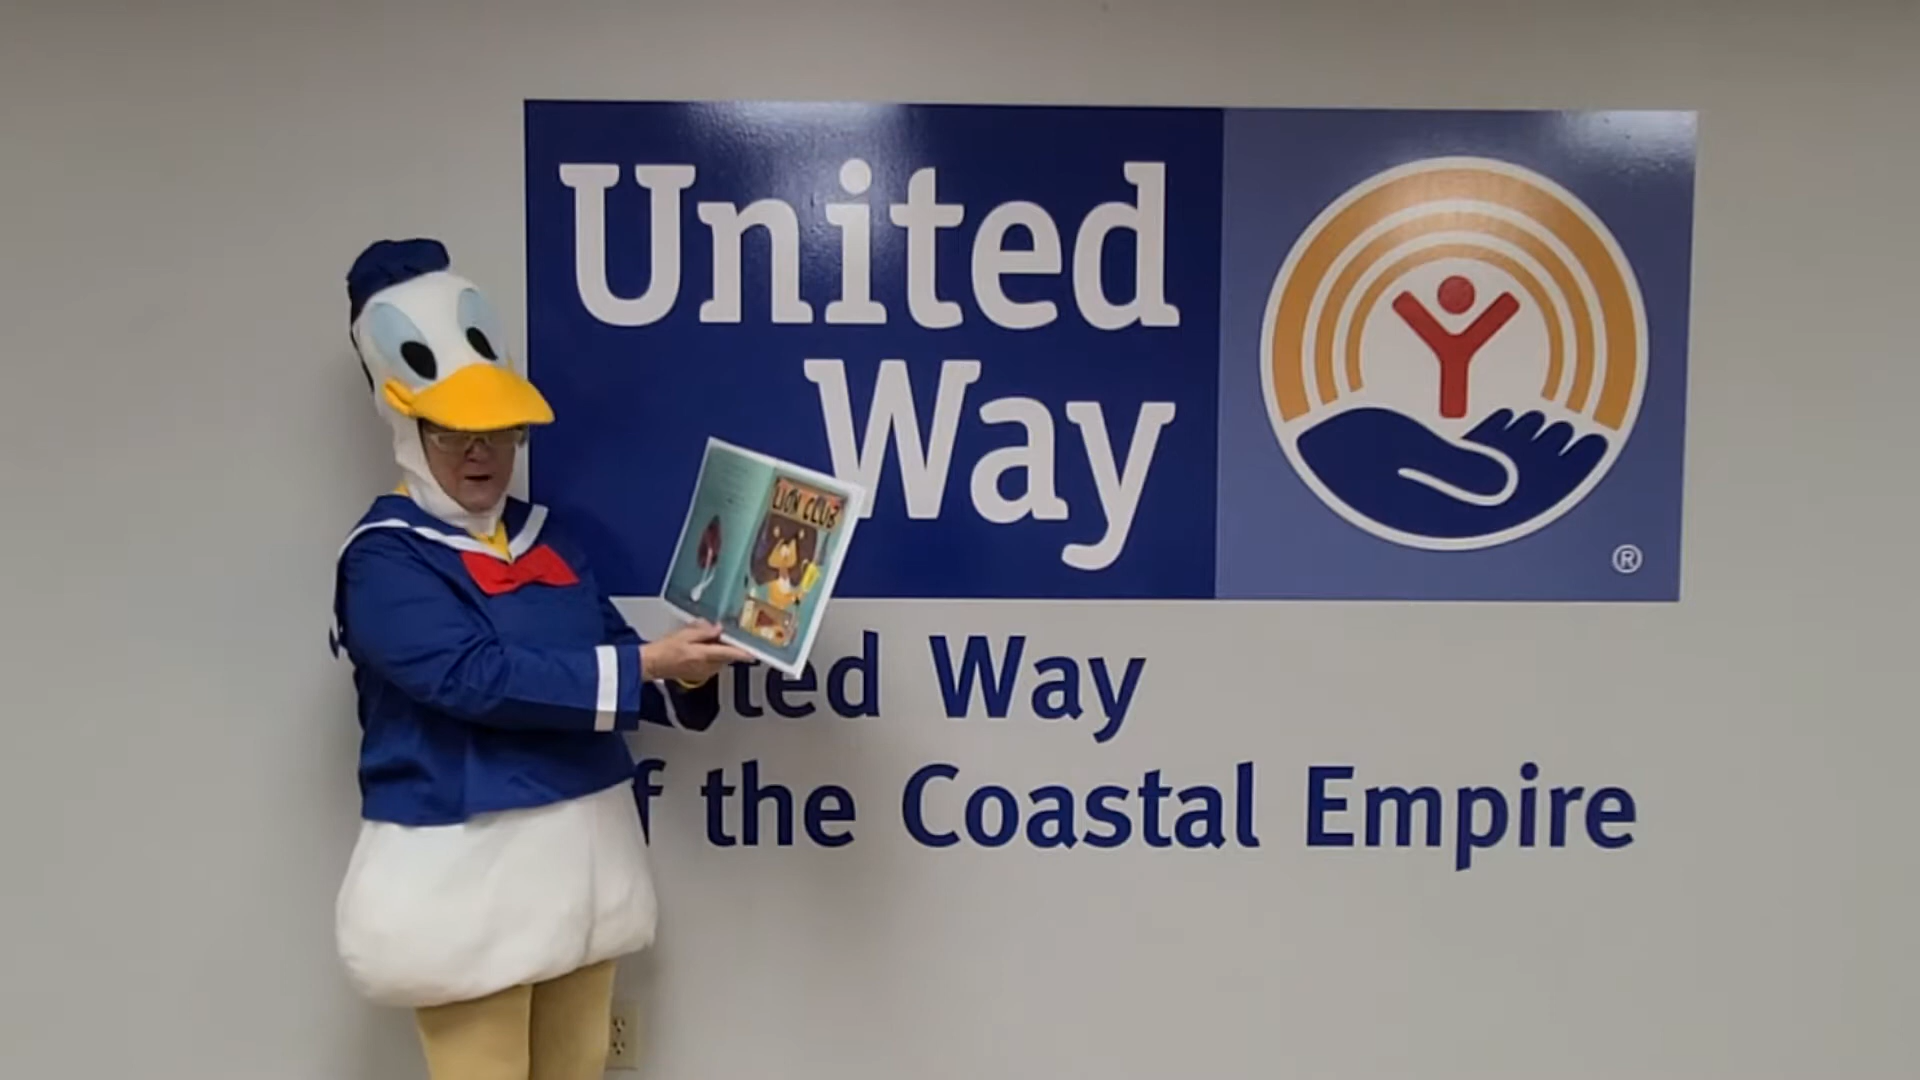 United
Way
®
LION CLUB
ted Way
f the Coastal Empire